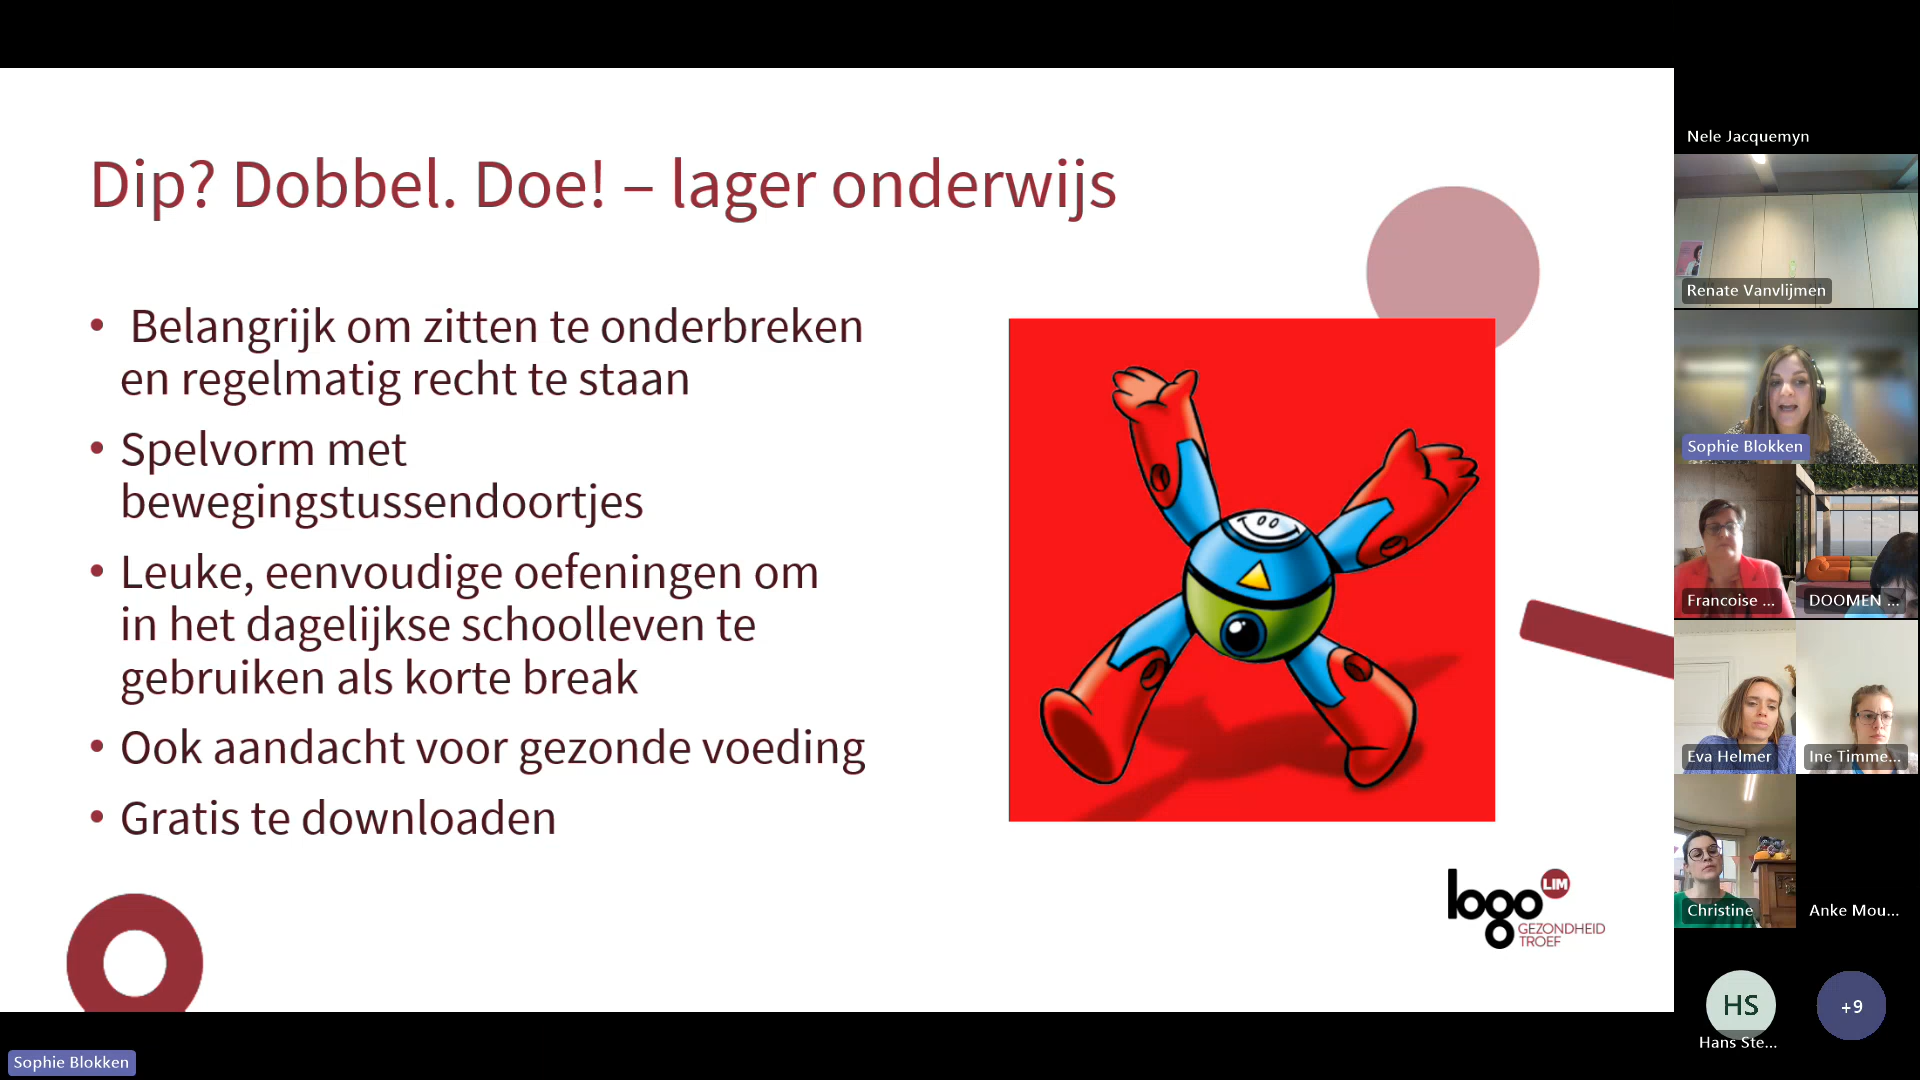 Dip? Dobbel. Doe! – lager onderwijs
• Belangrijk om zitten te onderbreken
en regelmatig recht te staan
• Spelvorm met
bewegingstussendoortjes
• Leuke, eenvoudige oefeningen om
in het dagelijkse schoolleven te
gebruiken als korte break
• Ook aandacht voor gezonde voeding
• Gratis te downloaden
logo LIM
GEZONDHEID
TROEF
Sophie Blokken
Nele Jacquemyn
Renate Vanvlijmen
Sophie Blokken
Francoise ...
DOOMEN ...
Eva Helmer
Ine Timme...
Christine
Anke Mou...
HS
Hans Ste...
+9